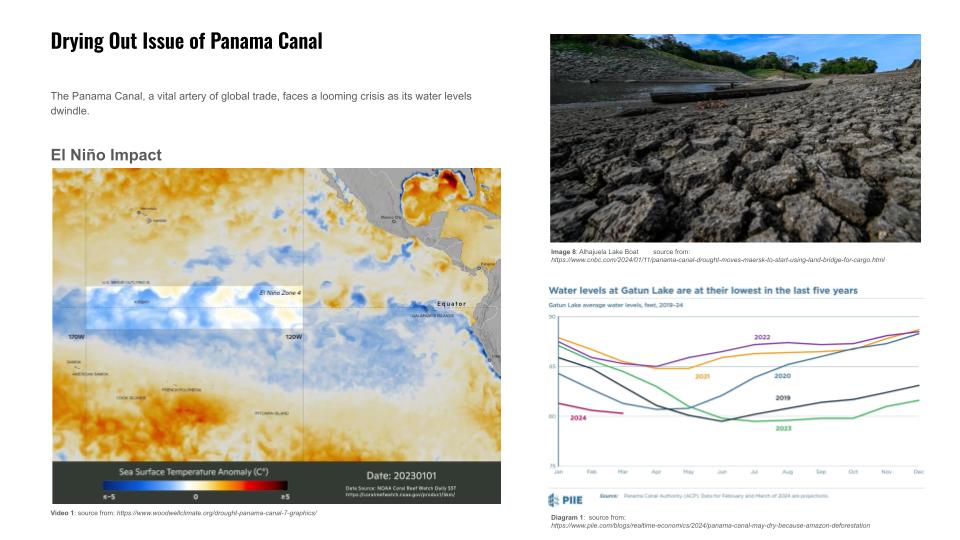 Drying Out Issue of Panama Canal
The Panama Canal, a vital artery of global trade, faces a looming crisis as its water levels
dwindle.
El Niño Impact
Mexico City
Panama
El Niño Zone 4
Equator
GALAPAGOS ISLANDS
170W
120W
SAMOA
AMERICAN SAMOA
FRENCH POLYNESIA
COOK ISLANDS
PITCAIRN ISLAND
Sea Surface Temperature Anomaly (C°)
≤-5
0
≥5
Date: 20230101
Data Source: NOAA Coral Reef Watch Daily SST
https://coralreefwatch.noaa.gov/product/5km/
Video 1: source from: https://www.woodwellclimate.org/drought-panama-canal-7-graphics/
Image 8: Alhajuela Lake Boat source from:
https://www.cnbc.com/2024/01/11/panama-canal-drought-moves-maersk-to-start-using-land-bridge-for-cargo.html
Water levels at Gatun Lake are at their lowest in the last five years
Gatun Lake average water levels, feet, 2019-24
90
85
80
75
2022
2021
2020
2019
2024
2023
Jan Feb Mar Apr May Jun Jul Aug Sep Oct Nov Dec
PIIE
Source: Panama Canal Authority (ACP). Data for February and March of 2024 are projections.
Diagram 1: source from:
https://www.piie.com/blogs/realtime-economics/2024/panama-canal-may-dry-because-amazon-deforestation